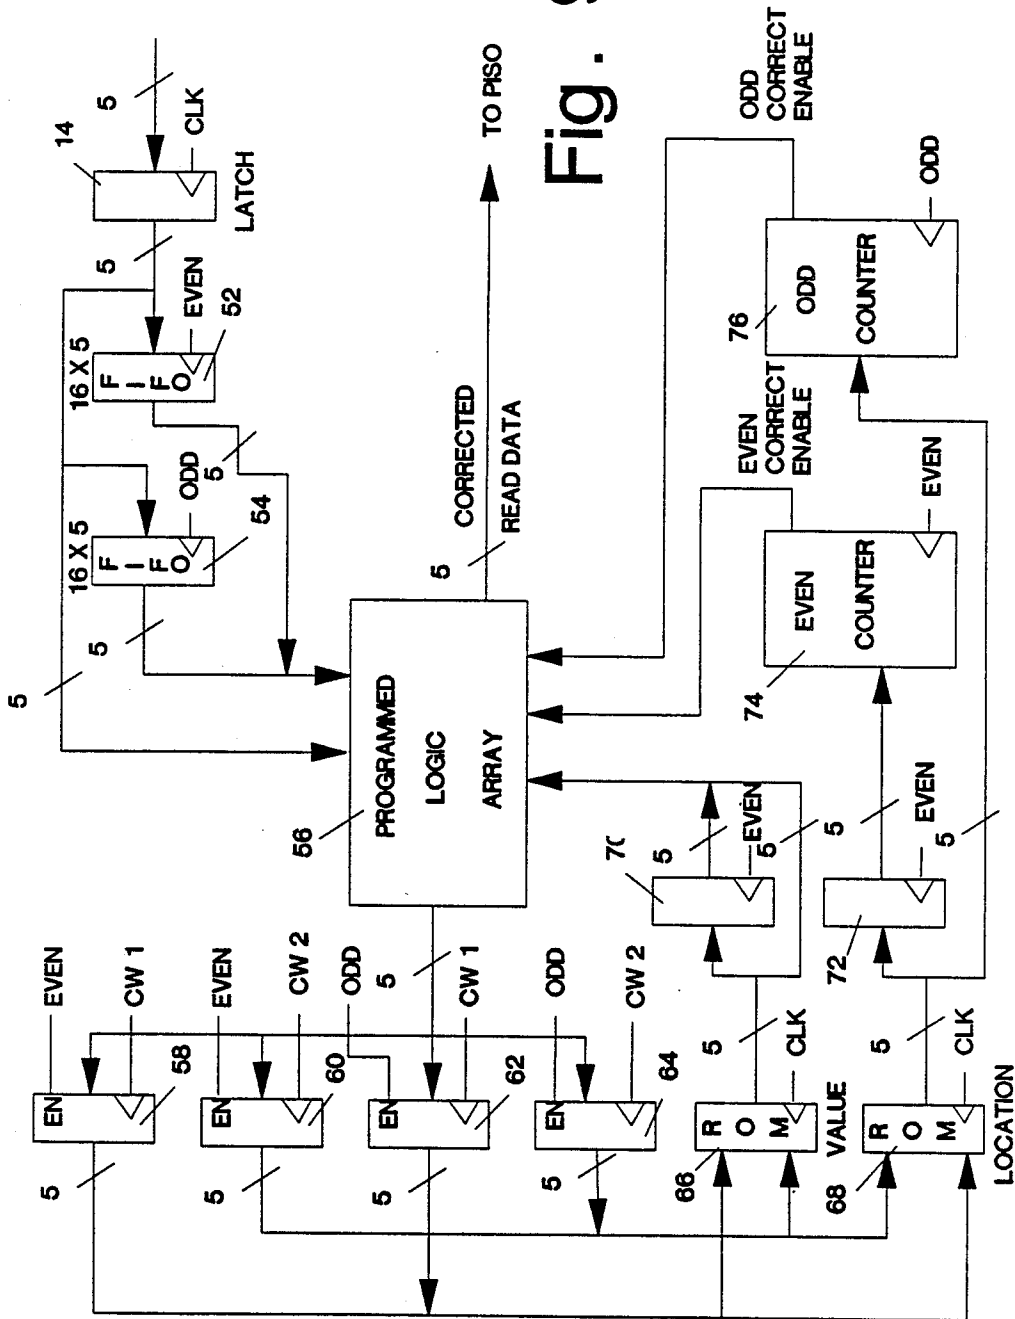 Fig.
5
14
CLK
LATCH
5
16 X 5
FIFO
EVEN
52
5
16 X 5
FIFO
ODD
54
5
5
56
PROGRAMMED
LOGIC
ARRAY
5
CORRECTED
READ DATA
TO PISO
EVEN
EN
CW 1
58
5
EVEN
EN
CW 2
60
5
ODD
EN
CW 1
62
5
ODD
EN
CW 2
64
5
5
66
ROM
CLK
VALUE
5
68
ROM
CLK
LOCATION
5
EVEN
5
5
72
EVEN
5
5
74
EVEN
COUNTER
EVEN
EVEN
CORRECT
ENABLE
76
ODD
COUNTER
ODD
ODD
CORRECT
ENABLE